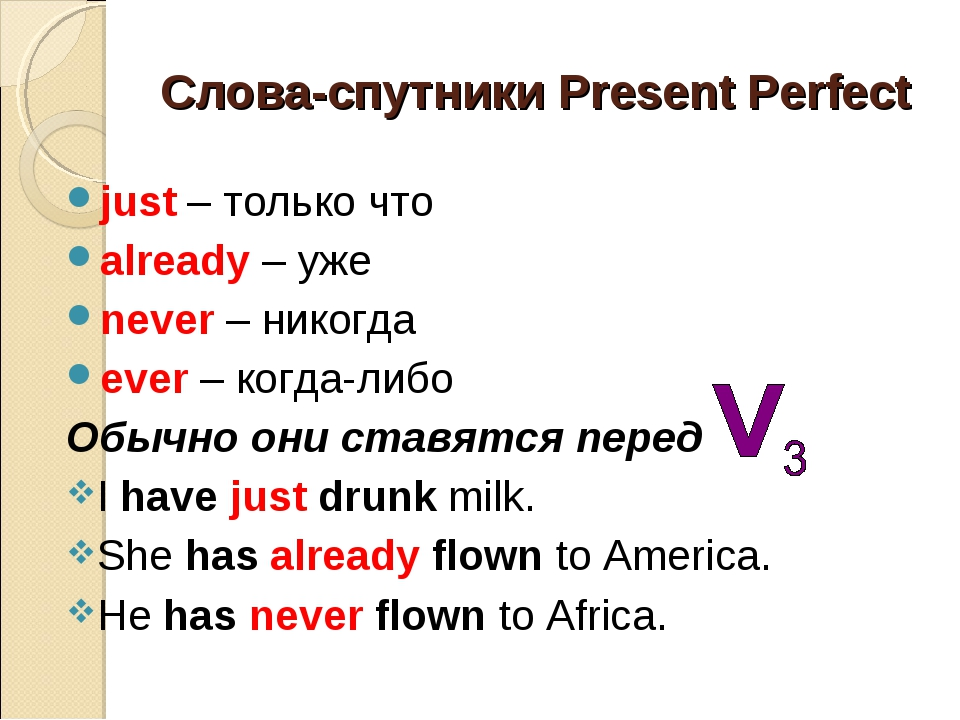 Слова-спутники Present Perfect
just – только что
already – уже
never – никогда
ever – когда-либо
Обычно они ставятся перед V3
I have just drunk milk.
She has already flown to America.
He has never flown to Africa.